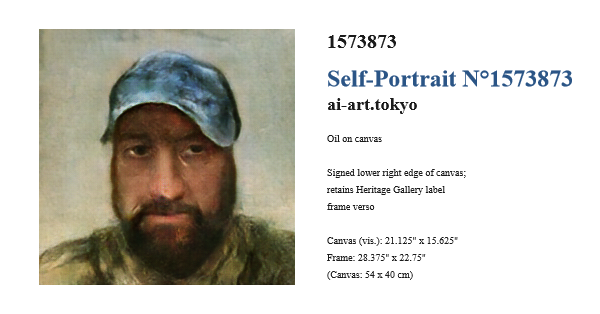 1573873
Self-Portrait N°1573873
ai-art.tokyo
Oil on canvas
Signed lower right edge of canvas;
retains Heritage Gallery label
frame verso
Canvas (vis.): 21.125" x 15.625"
Frame: 28.375" x 22.75"
(Canvas: 54 x 40 cm)